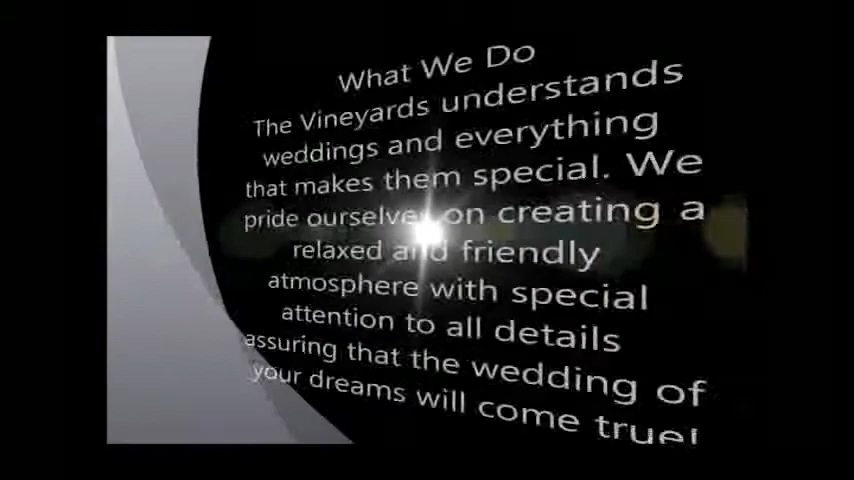 What We Do
The Vineyards understands
weddings and everything
that makes them special. We
pride ourselves on creating a
relaxed and friendly
atmosphere with special
attention to all details
assuring that the wedding of
your dreams will come true!